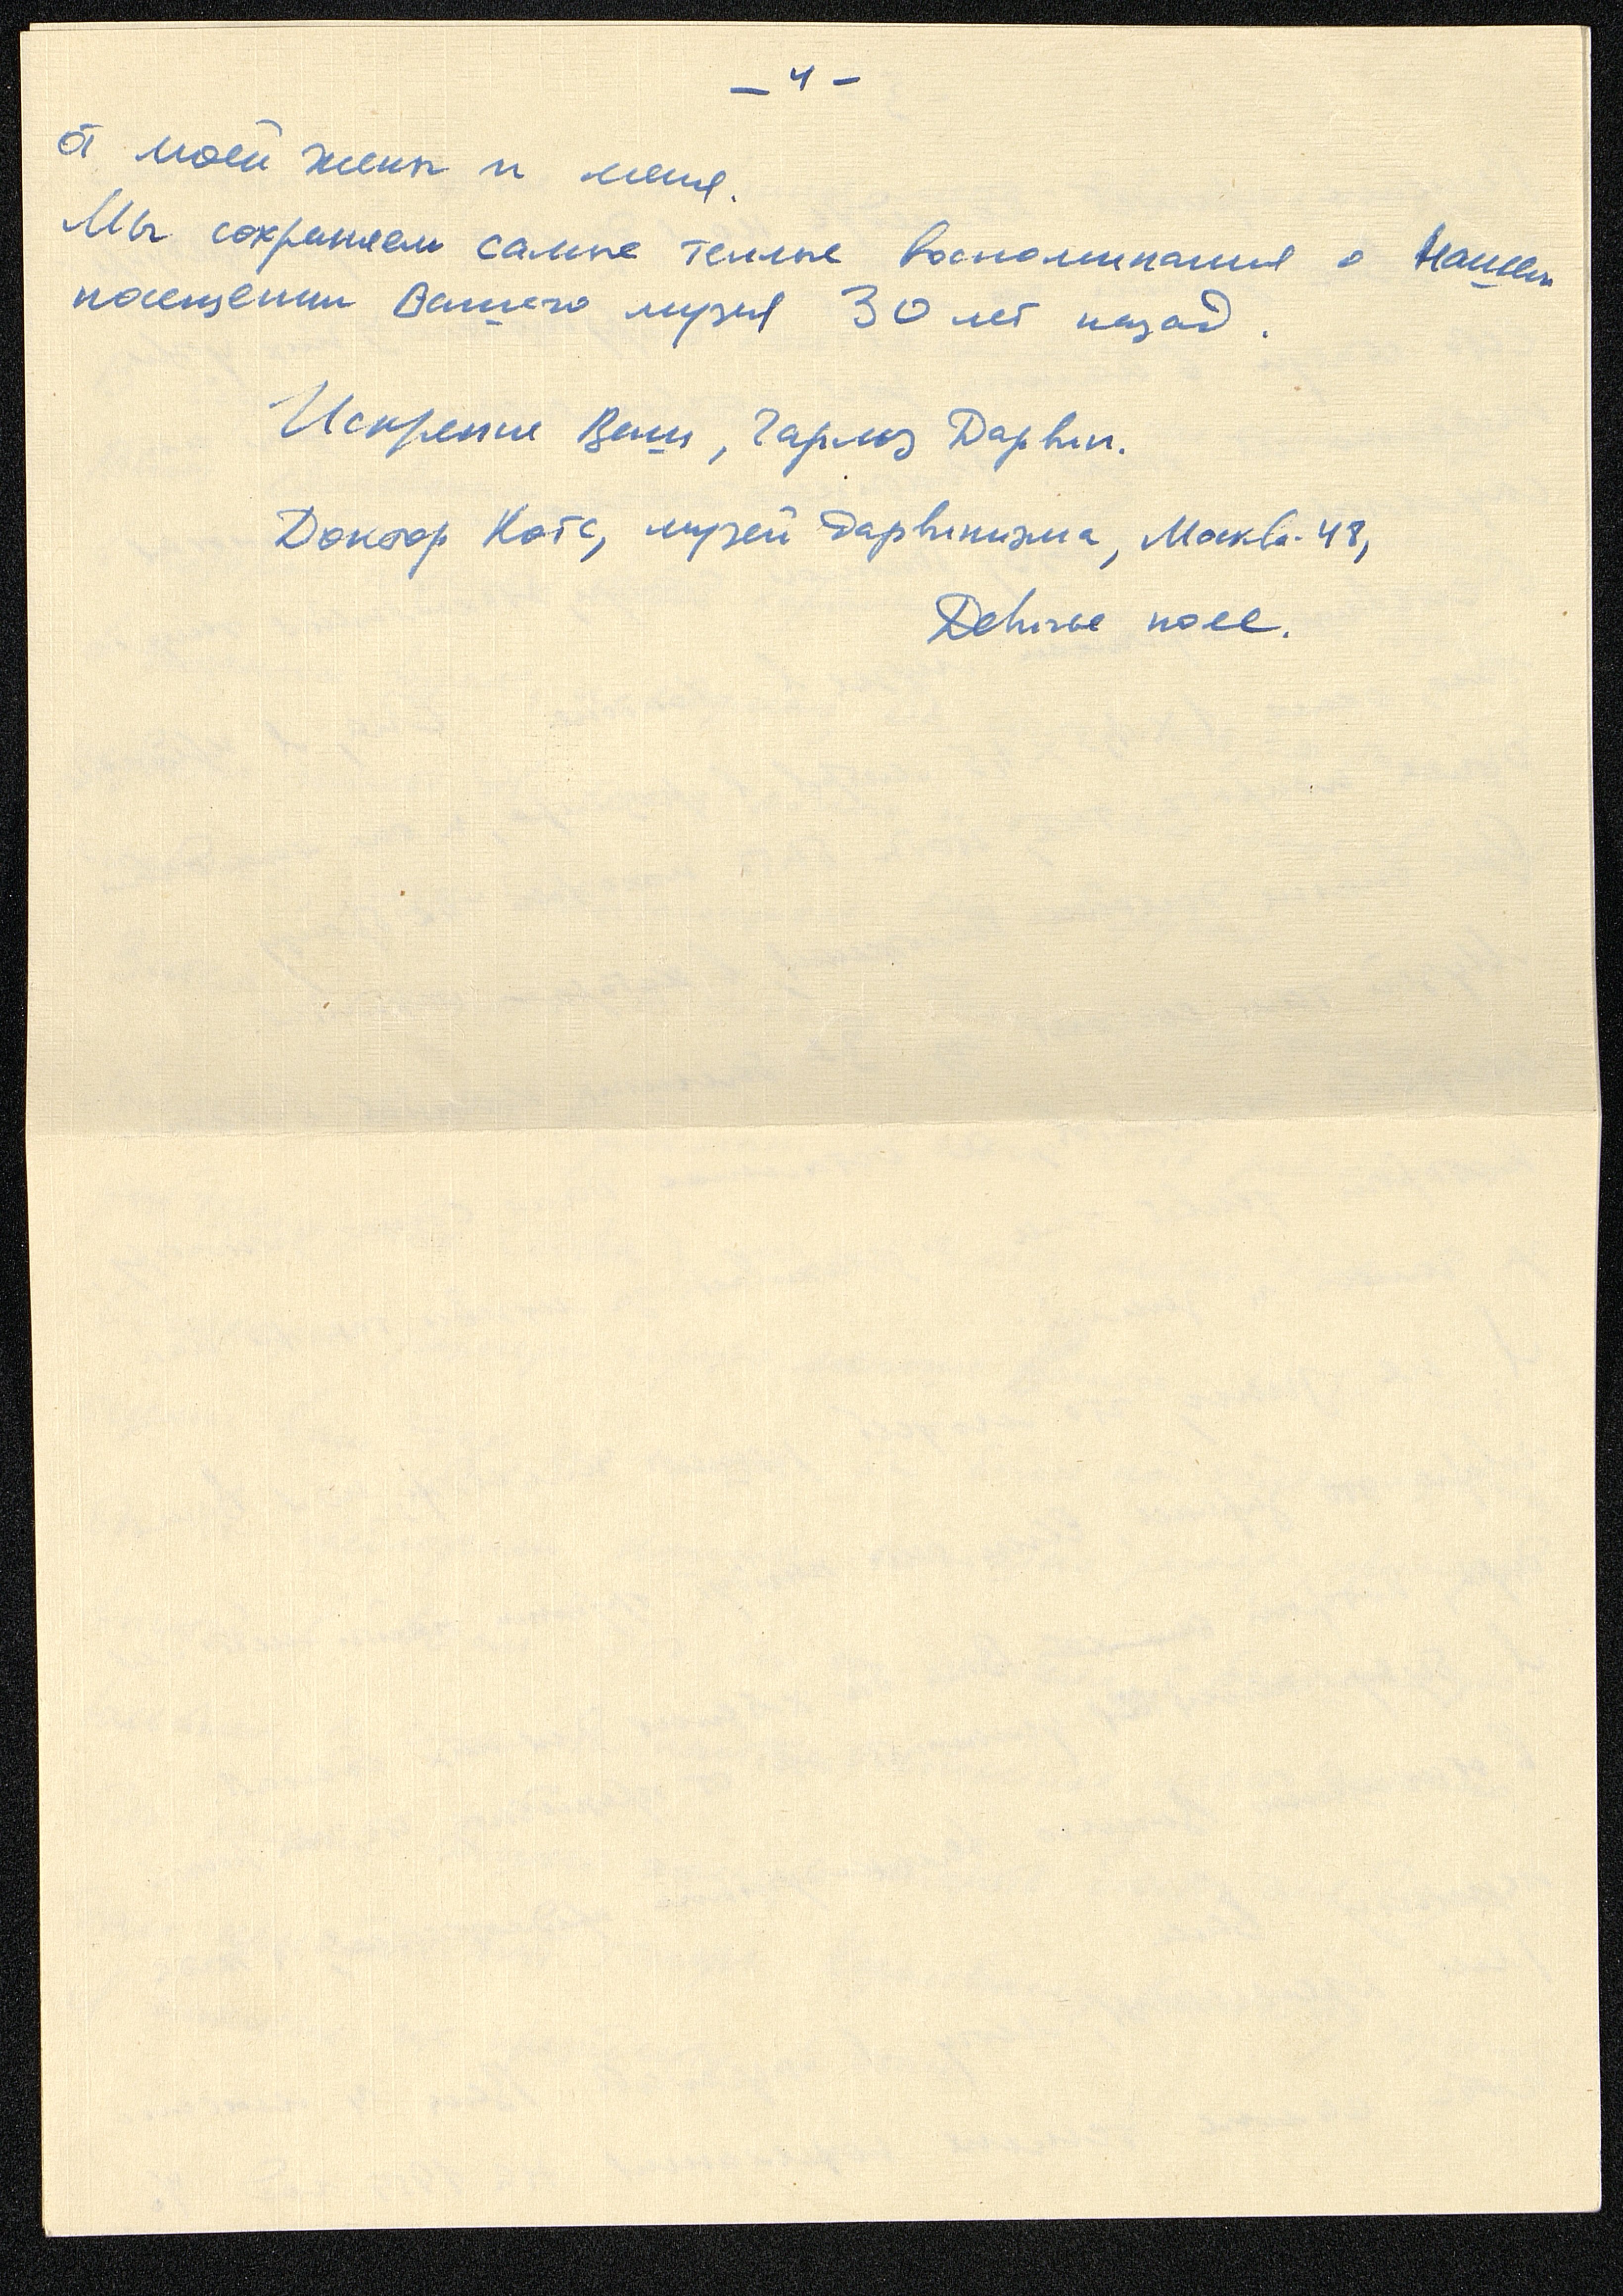 — 4 —
от моей жены и меня.
Мы сохраняем самые теплые воспоминания о нашем
посещении Вашего музея 30 лет назад.
Искренне Ваш, Чарльз Дарвин.
Доктор Котс, музей Дарвинизма, Москва-48,
Девичье поле.